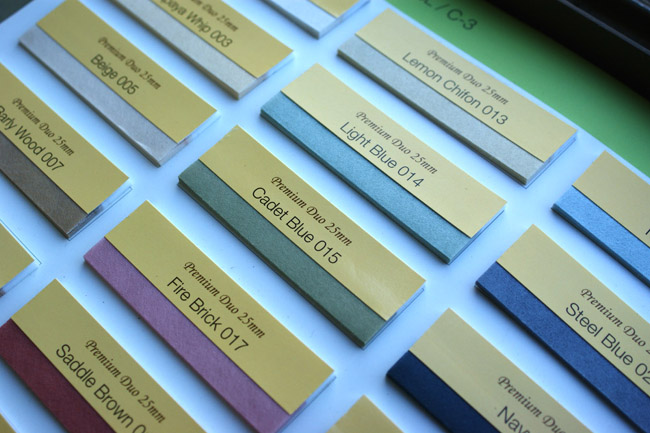 Whip 003
Premium Duo 25mm
Beige 005
Premium Duo 25mm
Wood 007
L / C-3
Premium Duo 25mm
Lemon Chifon 013
Premium Duo 25mm
Light Blue 014
Premium Duo 25mm
Cadet Blue 015
Premium Duo 25mm
Fire Brick 017
Premium Duo 25mm
Saddle Brown
Premium Duo 25mm
Steel Blue
Premium Duo 25mm